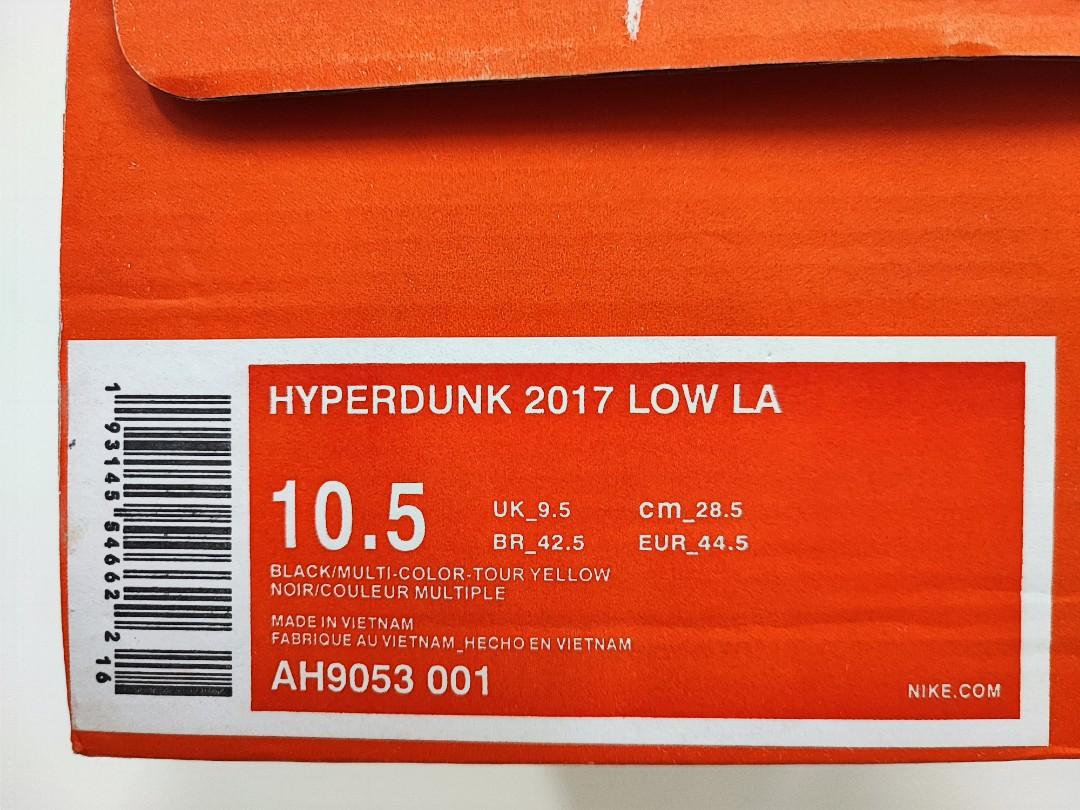 HYPERDUNK 2017 LOW LA
10.5
UK_9.5 cm_28.5
BR_42.5 EUR_44.5
BLACK/MULTI-COLOR-TOUR YELLOW
NOIR/COULEUR MULTIPLE
MADE IN VIETNAM
FABRIQUE AU VIETNAM_HECHO EN VIETNAM
AH9053 001
NIKE.COM
1 93145 54662 2 16